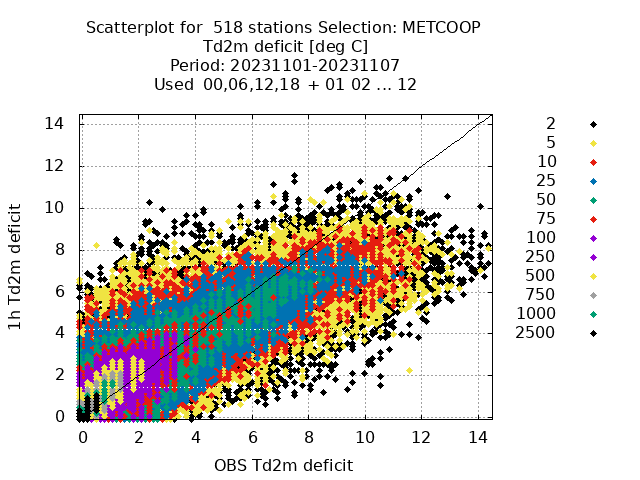 Scatterplot for  518 stations Selection: METCOOP
Td2m deficit [deg C]
Period: 20231101-20231107
Used  00,06,12,18  + 01 02 ... 12
1h Td2m deficit
14
12
10
8
6
4
2
0
0 2 4 6 8 10 12 14
OBS Td2m deficit
2
5
10
25
50
75
100
250
500
750
1000
2500